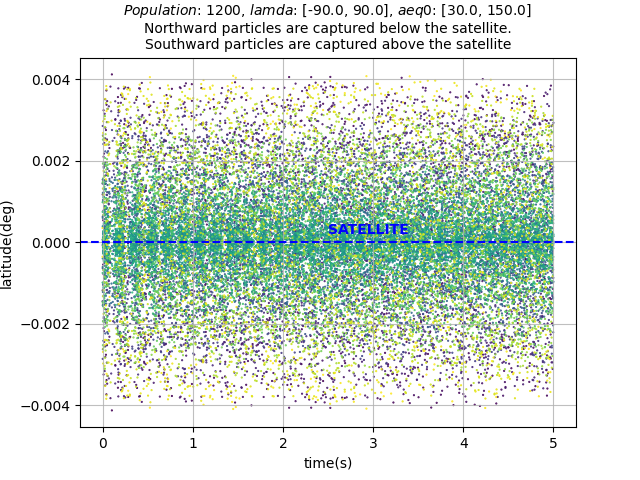 Population: 1200, lamda: [-90.0, 90.0], aeq0: [30.0, 150.0]
Northward particles are captured below the satellite.
Southward particles are captured above the satellite
0.004
0.002
0.000
−0.002
−0.004
latitude(deg)
SATELLITE
0 1 2 3 4 5
time(s)